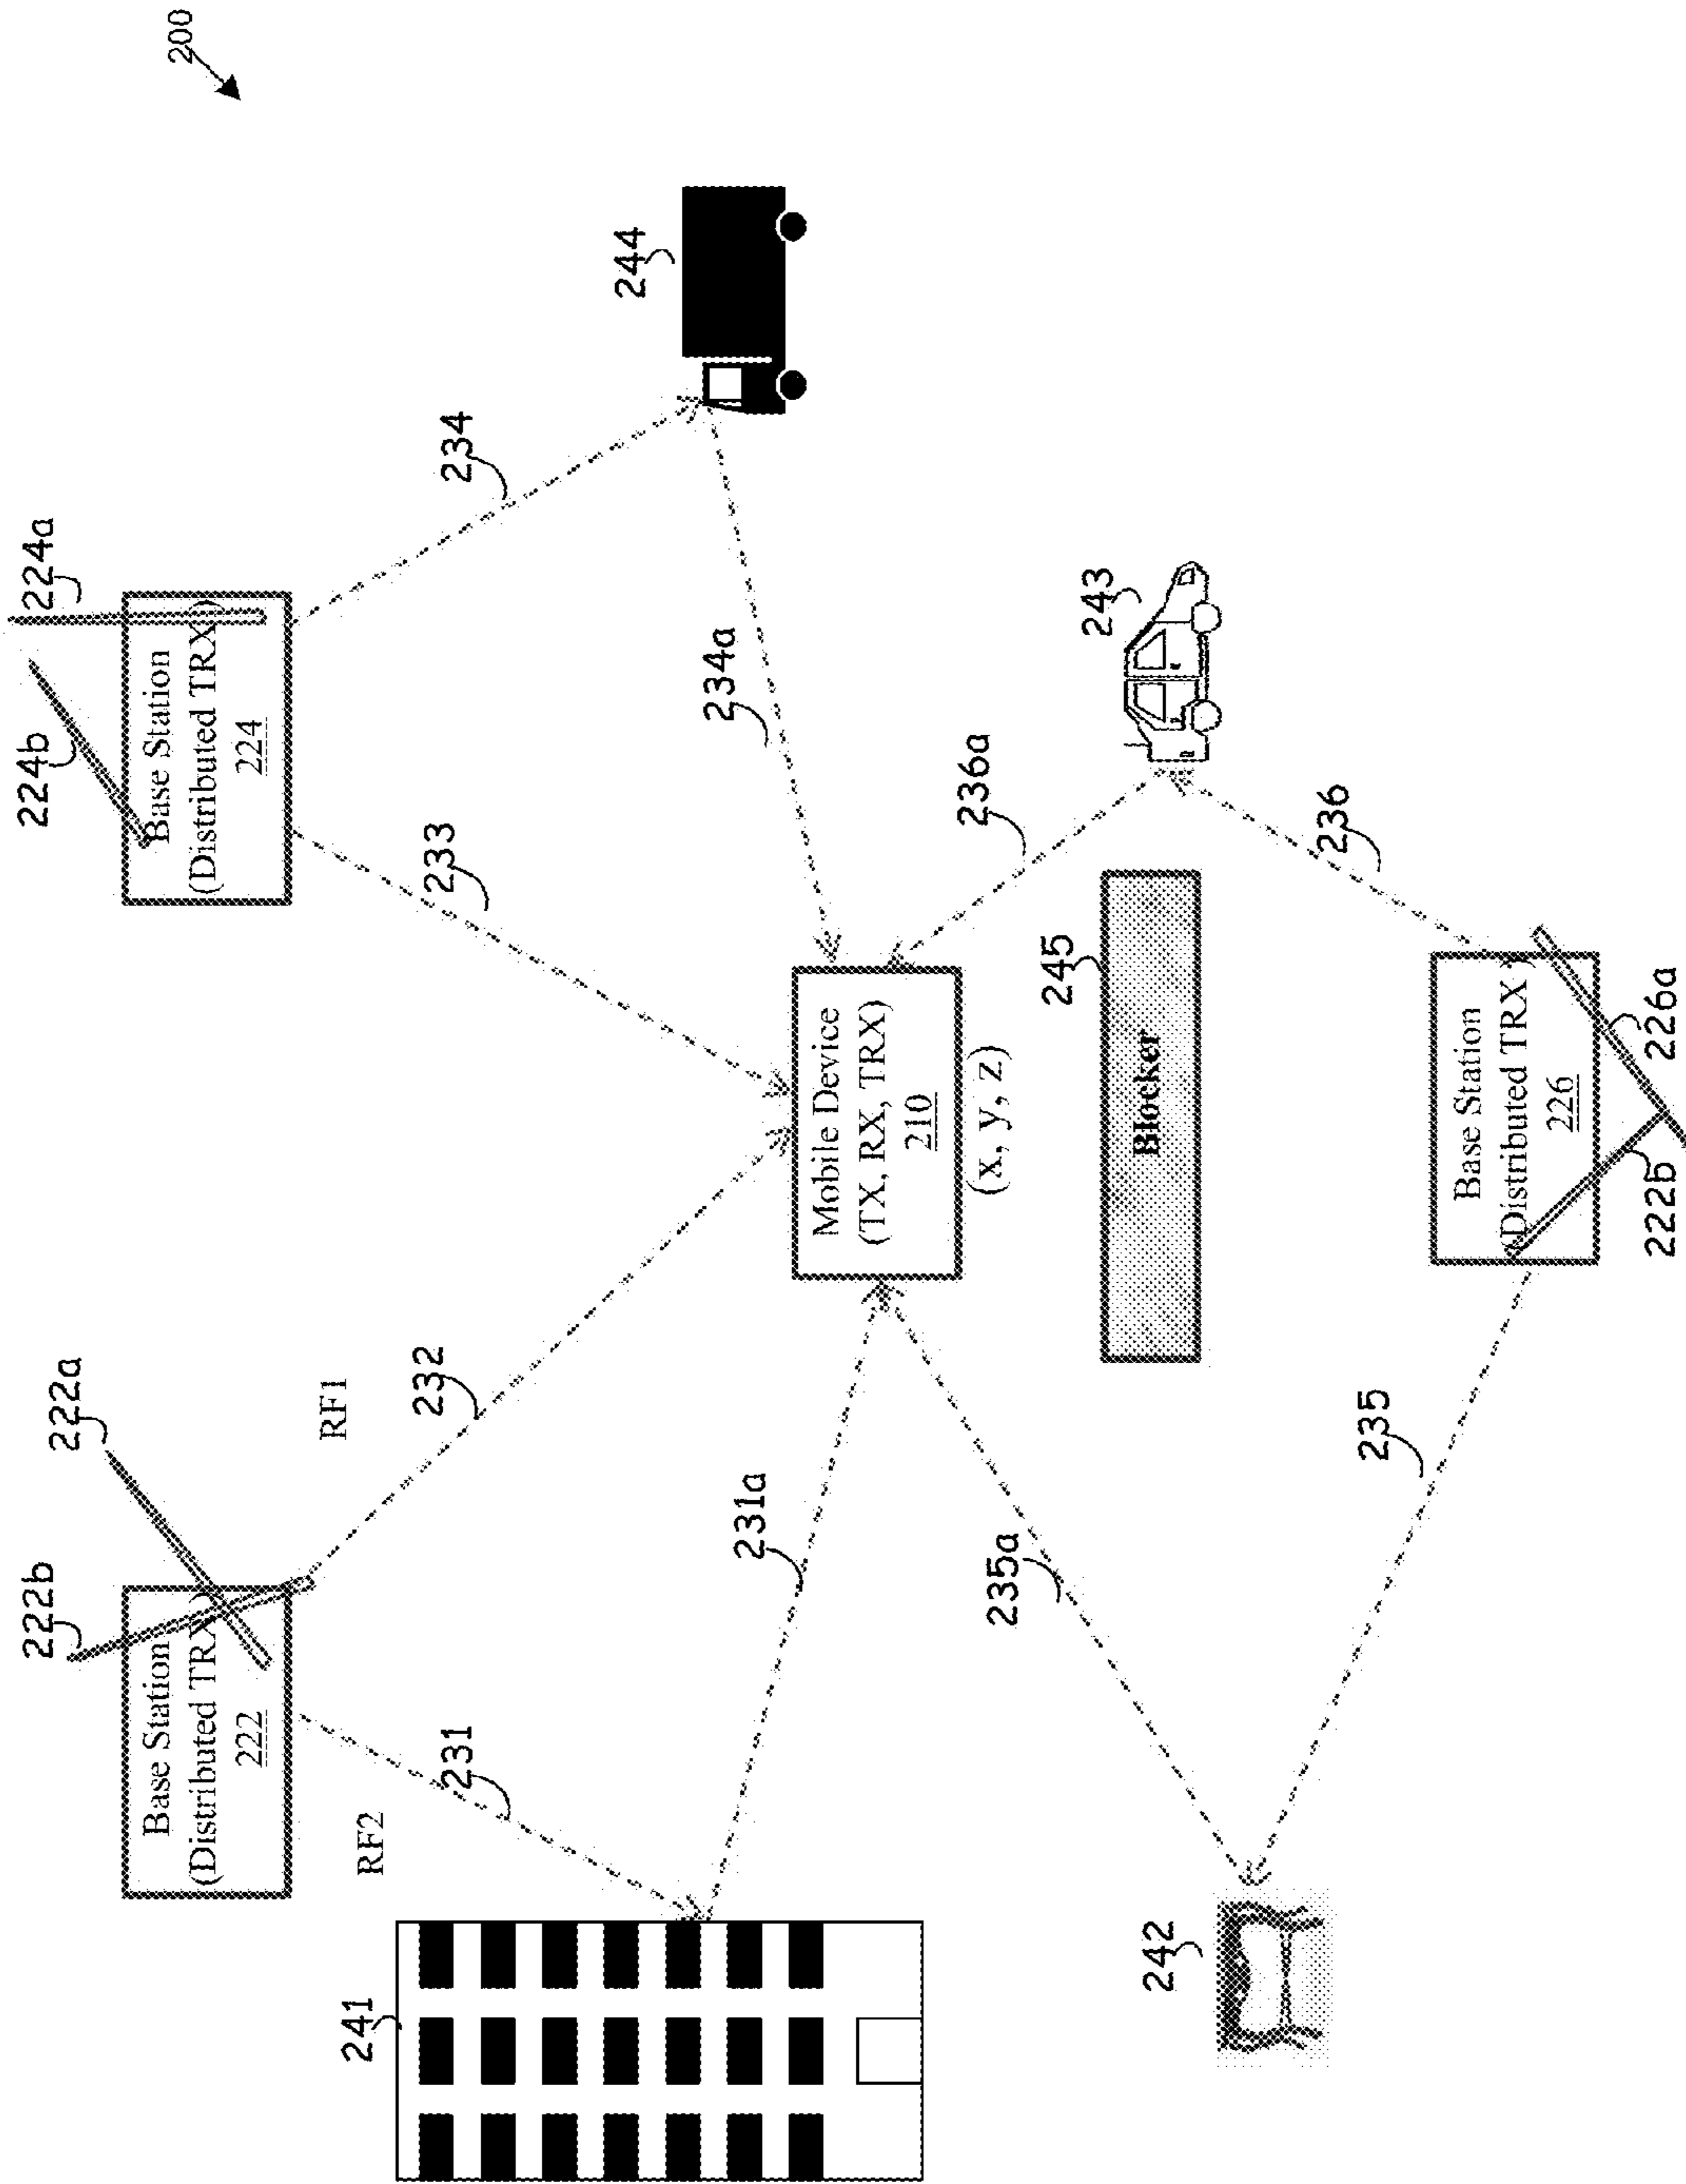 200
222b
222a
224b
224a
Base Station
(Distributed TRX)
222
Base Station
(Distributed TRX)
224
RF2
RF1
241
231
232
233
234
244
231a
234a
Mobile Device
(TX, RX, TRX)
210
(x, y, z)
235a
245
236a
243
Blocker
242
235
236
Base Station
(Distributed TRX)
226
222b
226a